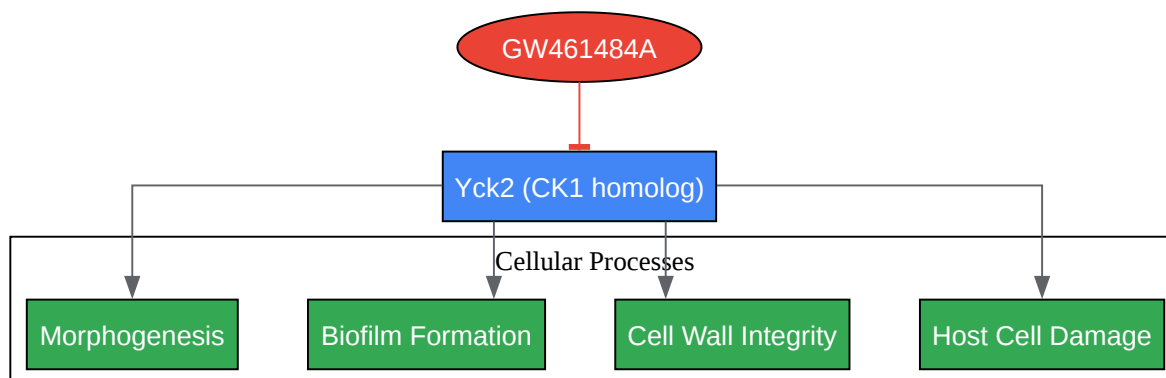 GW461484A
Yck2 (CK1 homolog)
Cellular Processes
Morphogenesis
Biofilm Formation
Cell Wall Integrity
Host Cell Damage